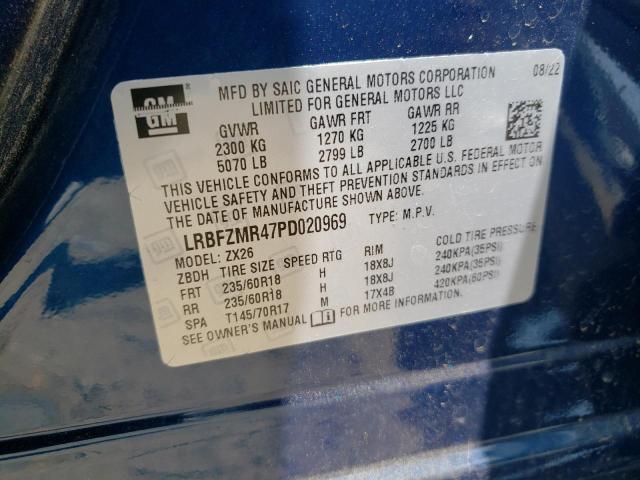 GM
MFD BY SAIC GENERAL MOTORS CORPORATION 08/22
LIMITED FOR GENERAL MOTORS LLC
GVWR GAWR FRT GAWR RR
2300 KG 1270 KG 1225 KG
5070 LB 2799 LB 2700 LB
THIS VEHICLE CONFORMS TO ALL APPLICABLE U.S. FEDERAL MOTOR
VEHICLE SAFETY AND THEFT PREVENTION STANDARDS IN EFFECT ON
THE DATE OF MANUFACTURE SHOWN ABOVE.
LRBFZMR47PD020969 TYPE: M.P.V.
MODEL: ZX26
ZBDH TIRE SIZE SPEED RTG RIM COLD TIRE PRESSURE
FRT 235/60R18 H 18X8J 240KPA(35PSI)
RR 235/60R18 H 18X8J 240KPA(35PSI)
SPA T145/70R17 M 17X4B 420KPA(60PSI)
SEE OWNER'S MANUAL FOR MORE INFORMATION.